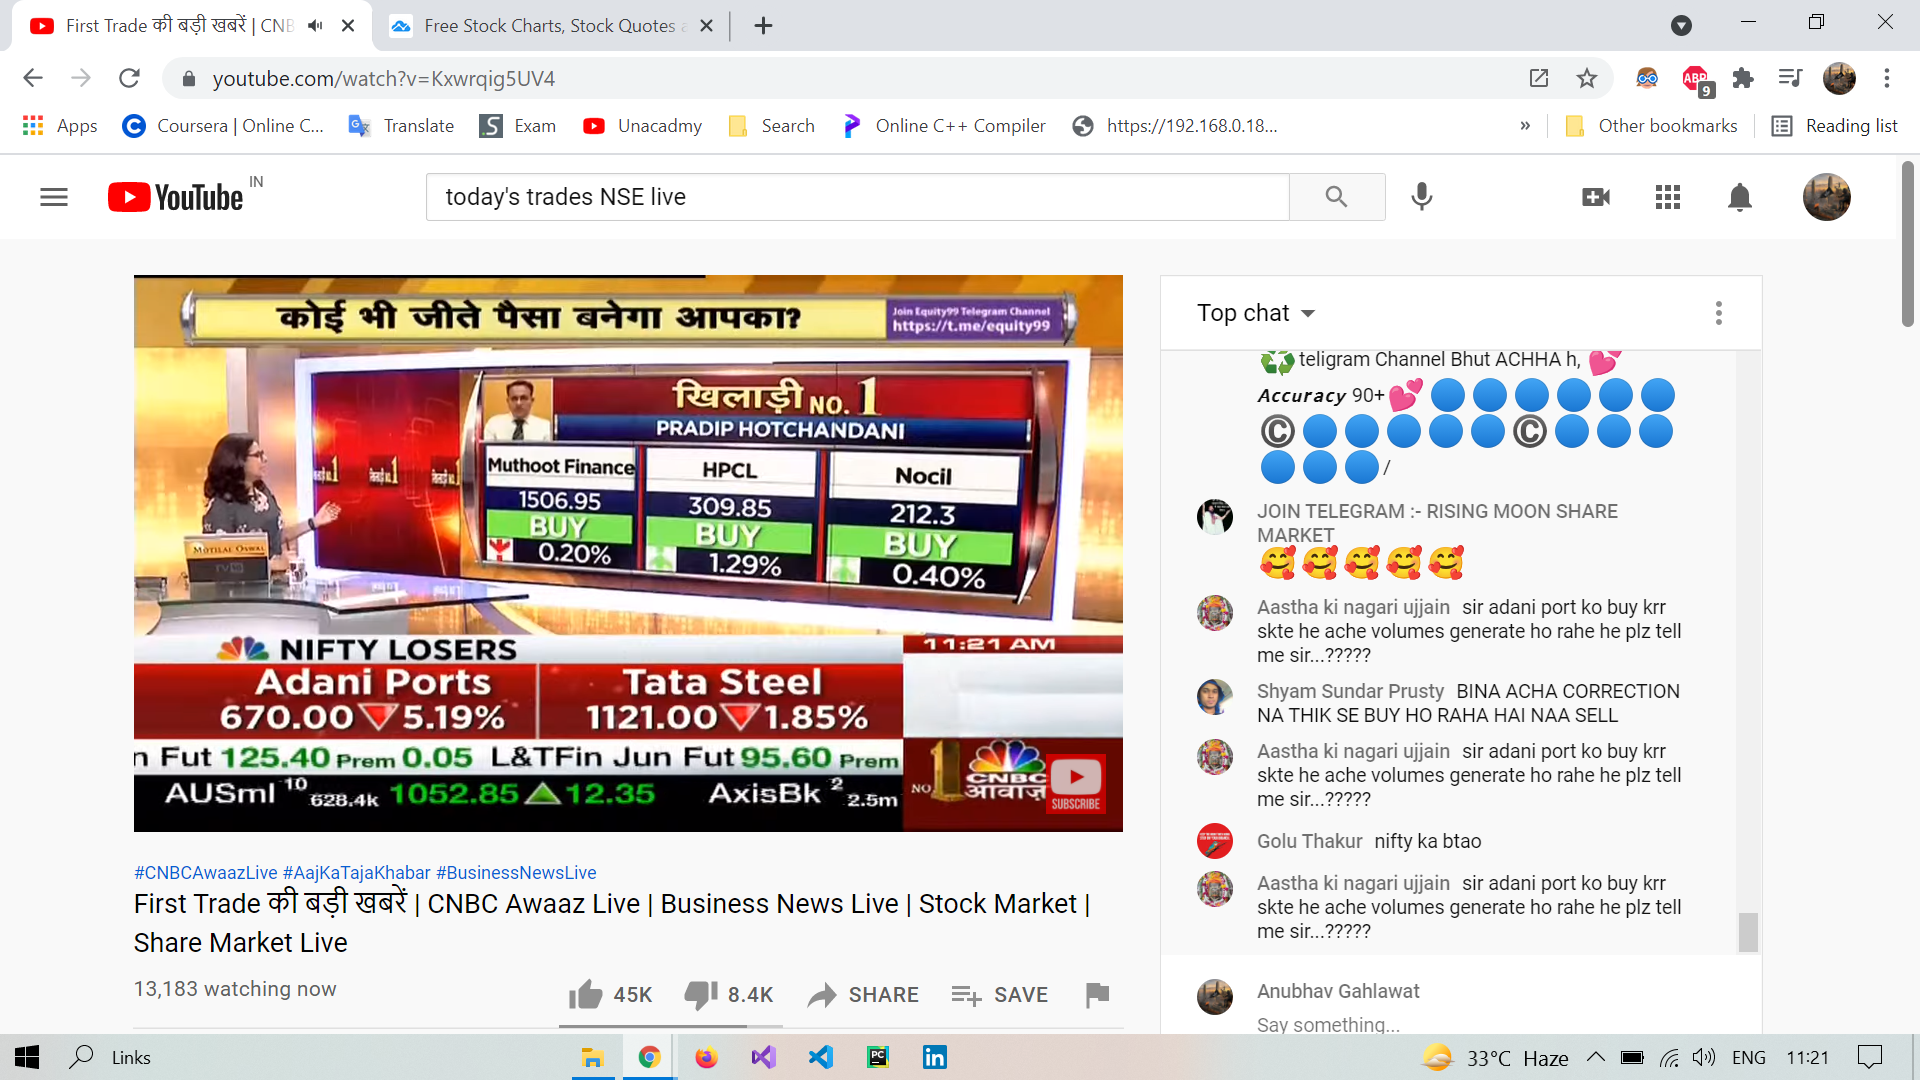 First Trade की बड़ी खबरें | CNB
Free Stock Charts, Stock Quotes a
youtube.com/watch?v=Kxwrqig5UV4
ABP
9
Apps
Coursera | Online C...
Translate
Exam
Unacadmy
Search
Online C++ Compiler
https://192.168.0.18...
»
Other bookmarks
Reading list
YouTube IN
today's trades NSE live
कोई भी जीते पैसा बनेगा आपका?
Join Equity99 Telegram Channel
https://t.me/equity99
खिलाड़ी NO. 1
PRADIP HOTCHANDANI
Muthoot Finance
1506.95
BUY
0.20%
HPCL
309.85
BUY
1.29%
Nocil
212.3
BUY
0.40%
MOTILAL OSWAL
NIFTY LOSERS
11:21 AM
Adani Ports
670.00 ▼ 5.19%
Tata Steel
1121.00 ▼ 1.85%
n Fut 125.40 Prem 0.05 L&TFin Jun Fut 95.60 Prem
AUSml 10 628.4k 1052.85 ▲ 12.35 AxisBk 2 2.5m
NO 1 CNBC
आवाज़
SUBSCRIBE
#CNBCAwaazLive #AajKaTajaKhabar #BusinessNewsLive
First Trade की बड़ी खबरें | CNBC Awaaz Live | Business News Live | Stock Market |
Share Market Live
13,183 watching now
45K
8.4K
SHARE
SAVE
Top chat
teligram Channel Bhut ACHHA h,
Accuracy 90+
© ©
/
JOIN TELEGRAM :- RISING MOON SHARE
MARKET
Aastha ki nagari ujjain sir adani port ko buy krr
skte he ache volumes generate ho rahe he plz tell
me sir...?????
Shyam Sundar Prusty BINA ACHA CORRECTION
NA THIK SE BUY HO RAHA HAI NAA SELL
Aastha ki nagari ujjain sir adani port ko buy krr
skte he ache volumes generate ho rahe he plz tell
me sir...?????
Golu Thakur nifty ka btao
Aastha ki nagari ujjain sir adani port ko buy krr
skte he ache volumes generate ho rahe he plz tell
me sir...?????
Anubhav Gahlawat
Say something...
Links
33°C Haze
ENG
11:21